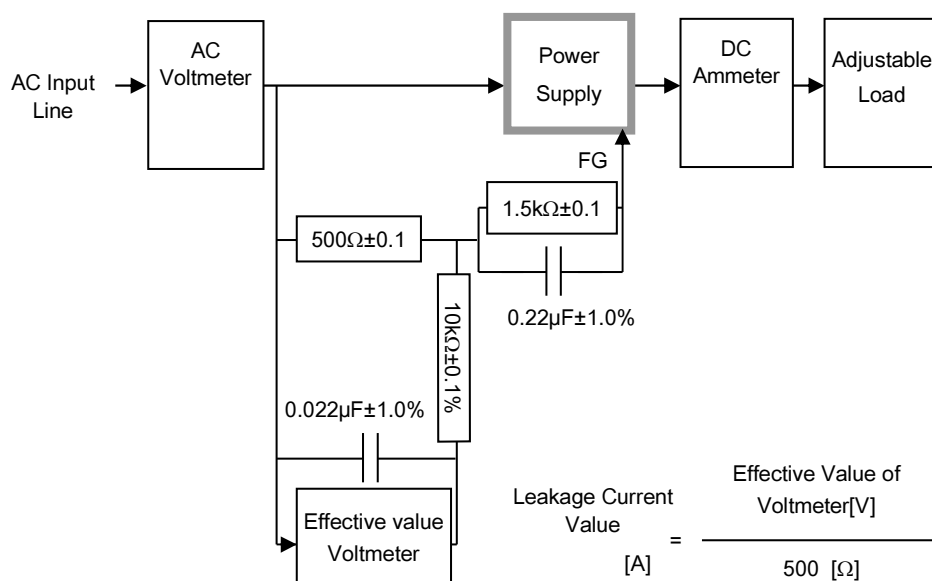 AC Input
Line
AC
Voltmeter
Power
Supply
DC
Ammeter
Adjustable
Load
FG
1.5kΩ±0.1
500Ω±0.1
0.22µF±1.0%
10kΩ±0.1%
0.022µF±1.0%
Effective value
Voltmeter
Leakage Current
Value
[A]
=
Effective Value of
Voltmeter[V]
500 [Ω]